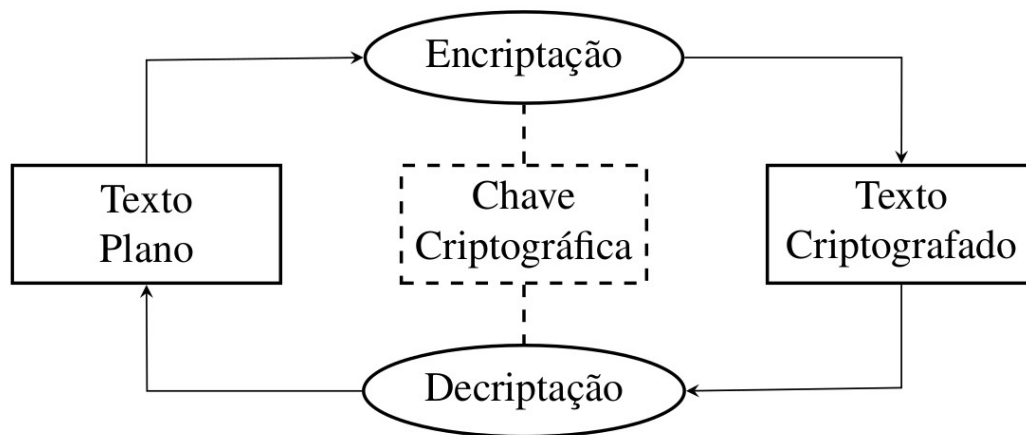 Encriptação
Texto
Plano
Chave
Criptográfica
Texto
Criptografado
Decriptação